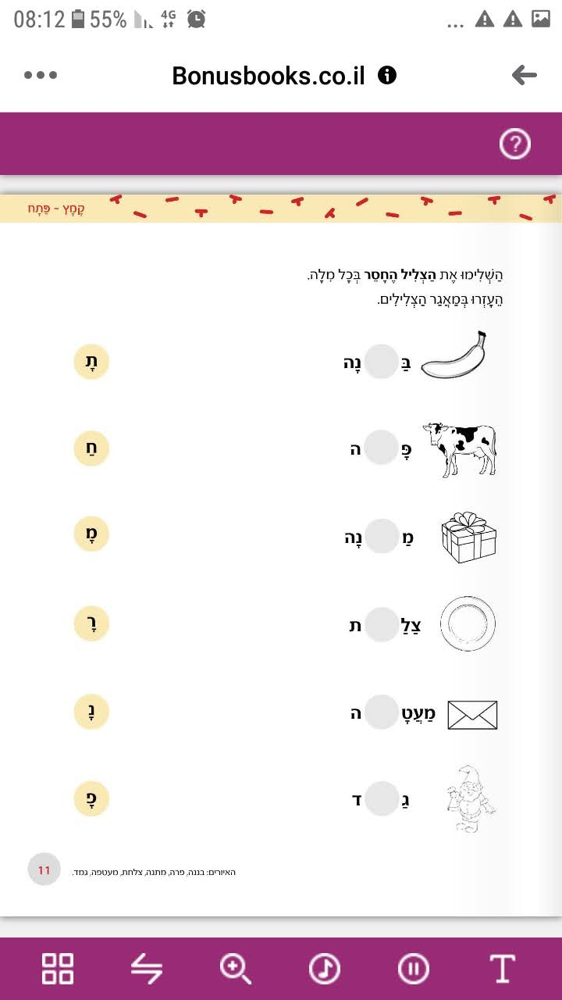 08:12 55% 4G ...
Bonusbooks.co.il
קָמָץ - פַּתָח
הַשְׁלִימוּ אֶת הַצְלִיל הֶחָסֵר בְּכָל מִלָה.
הֵעָזְרוּ בְּמַאֲגַר הַצְלִילִים.
בַּ נָה תָ
פָּ ה חַ
מַ נָה מָ
צַלַ ת רָ
מַעֲטָ ה נָ
גַ ד פָ
האיורים: בננה, פרה, מתנה, צלחת, מעטפה, גמד.
11